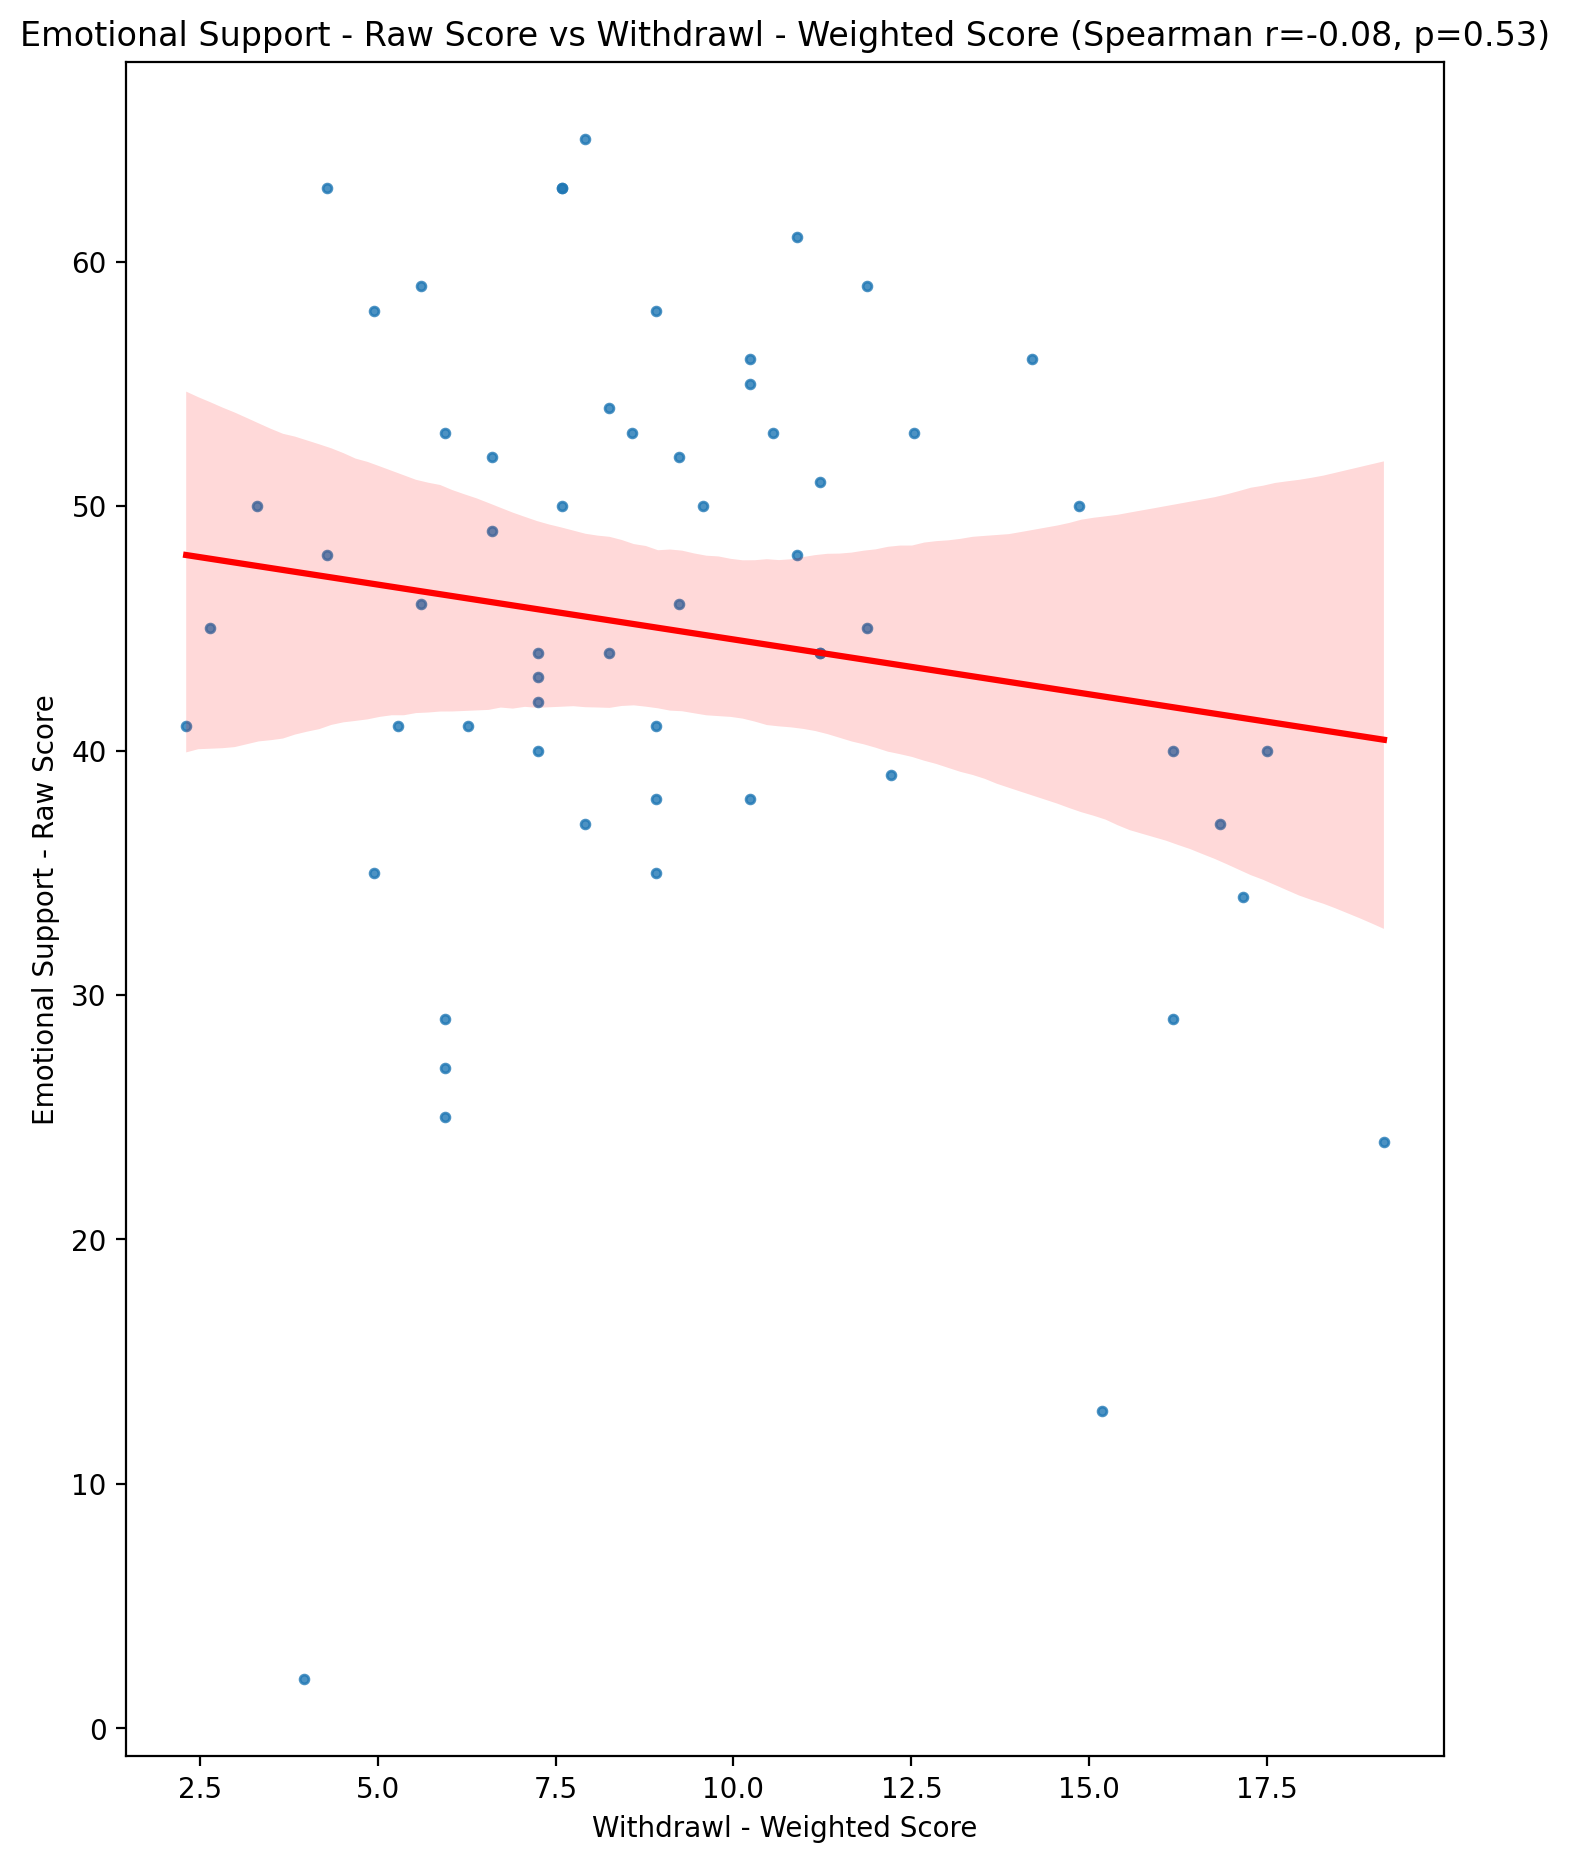 Emotional Support - Raw Score vs Withdrawl - Weighted Score (Spearman r=-0.08, p=0.53)
Emotional Support - Raw Score
60
50
40
30
20
10
0
2.5 5.0 7.5 10.0 12.5 15.0 17.5
Withdrawl - Weighted Score